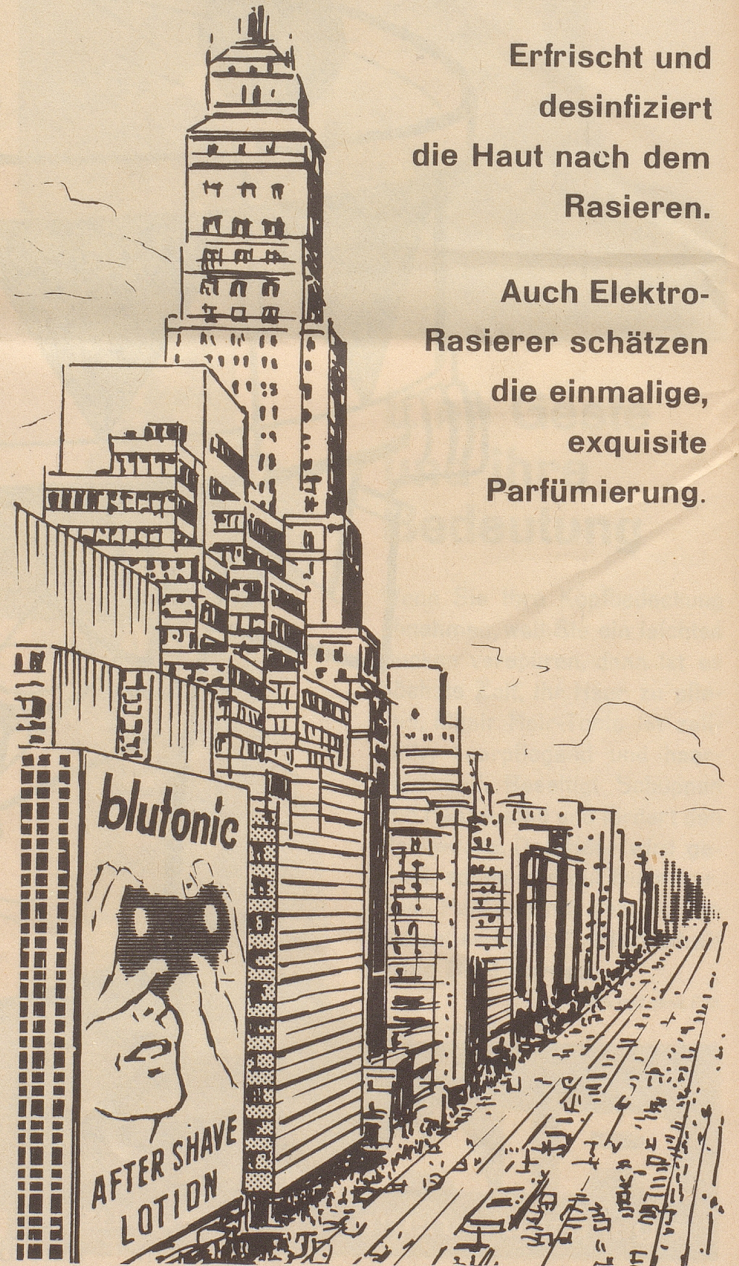 Erfrischt und
desinfiziert
die Haut nach dem
Rasieren.
Auch Elektro-
Rasierer schätzen
die einmalige,
exquisite
Parfümierung.
blutonic
AFTER SHAVE
LOTION